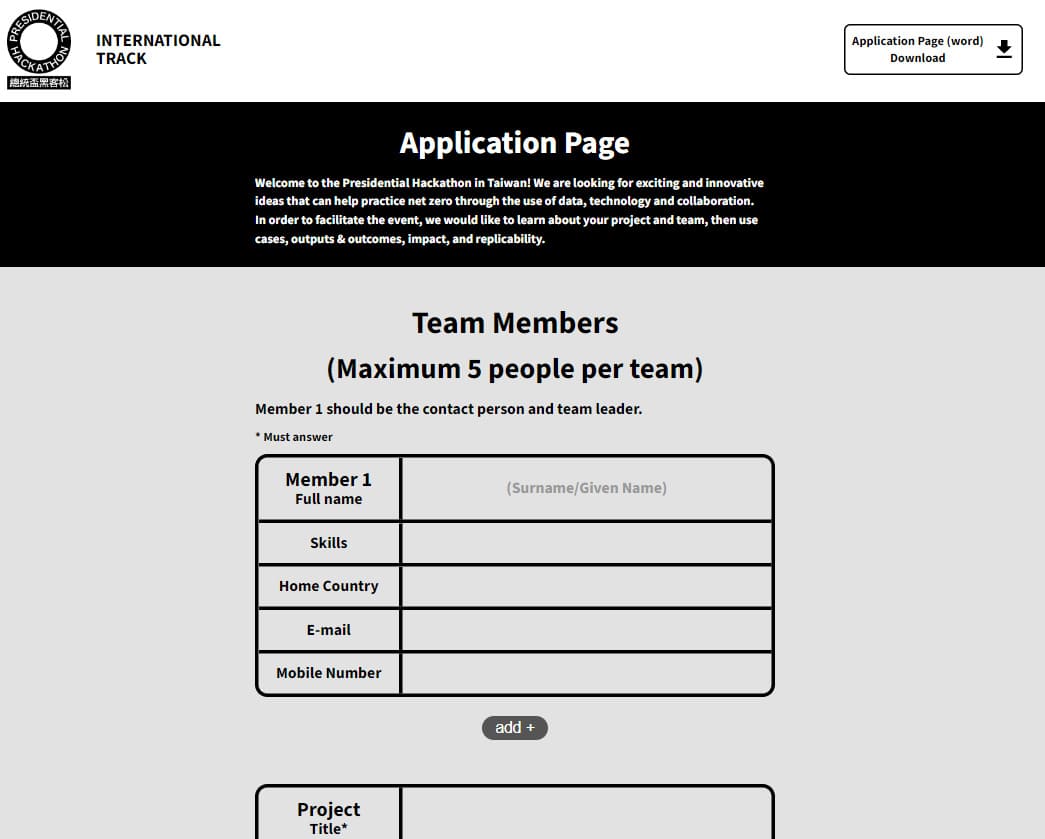 PRESIDENTIAL
HACKATHON
總統盃黑客松
INTERNATIONAL
TRACK
Application Page (word)
Download
Application Page
Welcome to the Presidential Hackathon in Taiwan! We are looking for exciting and innovative
ideas that can help practice net zero through the use of data, technology and collaboration.
In order to facilitate the event, we would like to learn about your project and team, then use
cases, outputs & outcomes, impact, and replicability.
Team Members
(Maximum 5 people per team)
Member 1 should be the contact person and team leader.
* Must answer
Member 1
Full name
(Surname/Given Name)
Skills
Home Country
E-mail
Mobile Number
add +
Project
Title*